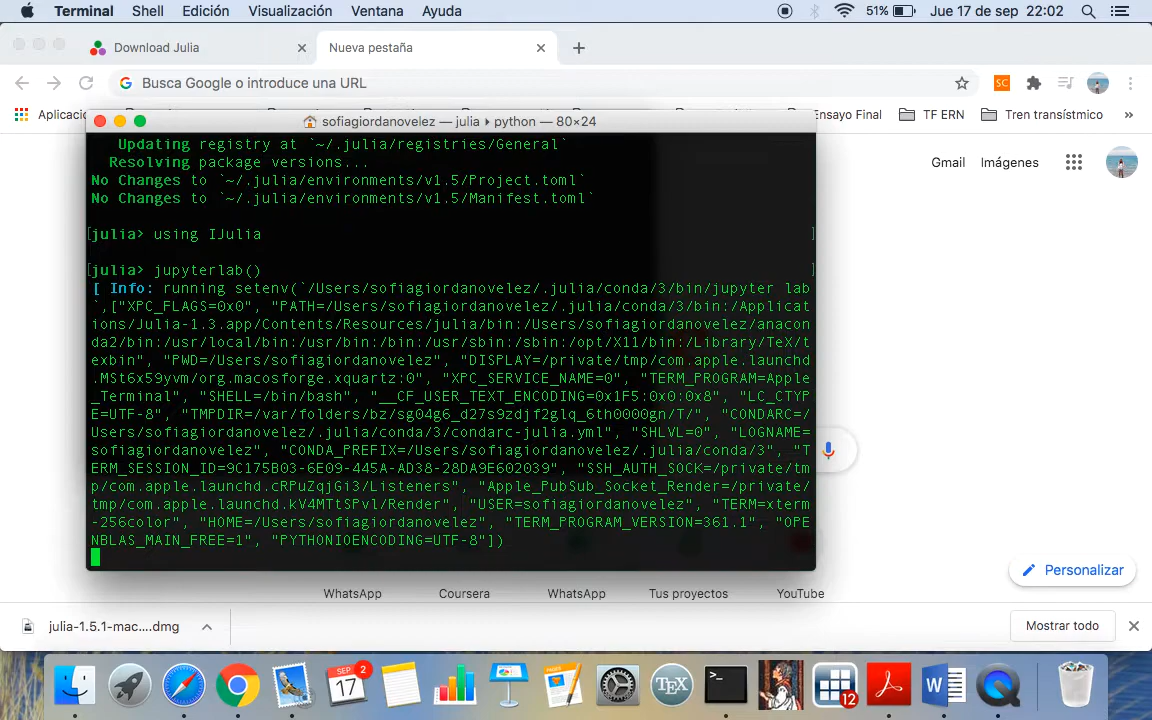 Terminal Shell Edición Visualización Ventana Ayuda 51% Jue 17 de sep 22:02
Download Julia Nueva pestaña
Busca Google o introduce una URL SC
Aplicacio Ensayo Final TF ERN Tren transístmico »
sofiagiordanovelez — julia ▸ python — 80×24
Gmail Imágenes
Updating registry at `~/.julia/registries/General`
Resolving package versions...
No Changes to `~/.julia/environments/v1.5/Project.toml`
No Changes to `~/.julia/environments/v1.5/Manifest.toml`
[julia> using IJulia ]
[julia> jupyterlab() ]
[ Info: running setenv(`/Users/sofiagiordanovelez/.julia/conda/3/bin/jupyter lab
`,["XPC_FLAGS=0x0", "PATH=/Users/sofiagiordanovelez/.julia/conda/3/bin:/Applicat
ions/Julia-1.3.app/Contents/Resources/julia/bin:/Users/sofiagiordanovelez/anacon
da2/bin:/usr/local/bin:/usr/bin:/bin:/usr/sbin:/sbin:/opt/X11/bin:/Library/TeX/t
exbin", "PWD=/Users/sofiagiordanovelez", "DISPLAY=/private/tmp/com.apple.launchd
.MSt6x59yvm/org.macosforge.xquartz:0", "XPC_SERVICE_NAME=0", "TERM_PROGRAM=Apple
_Terminal", "SHELL=/bin/bash", "__CF_USER_TEXT_ENCODING=0x1F5:0x0:0x8", "LC_CTYP
E=UTF-8", "TMPDIR=/var/folders/bz/sg04g6_d27s9zdjf2glq_6th0000gn/T/", "CONDARC=/
Users/sofiagiordanovelez/.julia/conda/3/condarc-julia.yml", "SHLVL=0", "LOGNAME=
sofiagiordanovelez", "CONDA_PREFIX=/Users/sofiagiordanovelez/.julia/conda/3", "T
ERM_SESSION_ID=9C175B03-6E09-445A-AD38-28DA9E602039", "SSH_AUTH_SOCK=/private/tm
p/com.apple.launchd.cRPuZqjGi3/Listeners", "Apple_PubSub_Socket_Render=/private/
tmp/com.apple.launchd.kV4MTtSPvl/Render", "USER=sofiagiordanovelez", "TERM=xterm
-256color", "HOME=/Users/sofiagiordanovelez", "TERM_PROGRAM_VERSION=361.1", "OPE
NBLAS_MAIN_FREE=1", "PYTHONIOENCODING=UTF-8"])
Personalizar
WhatsApp Coursera WhatsApp Tus proyectos YouTube
julia-1.5.1-mac....dmg Mostrar todo
SEP 17 2 TEX >_ 12 W